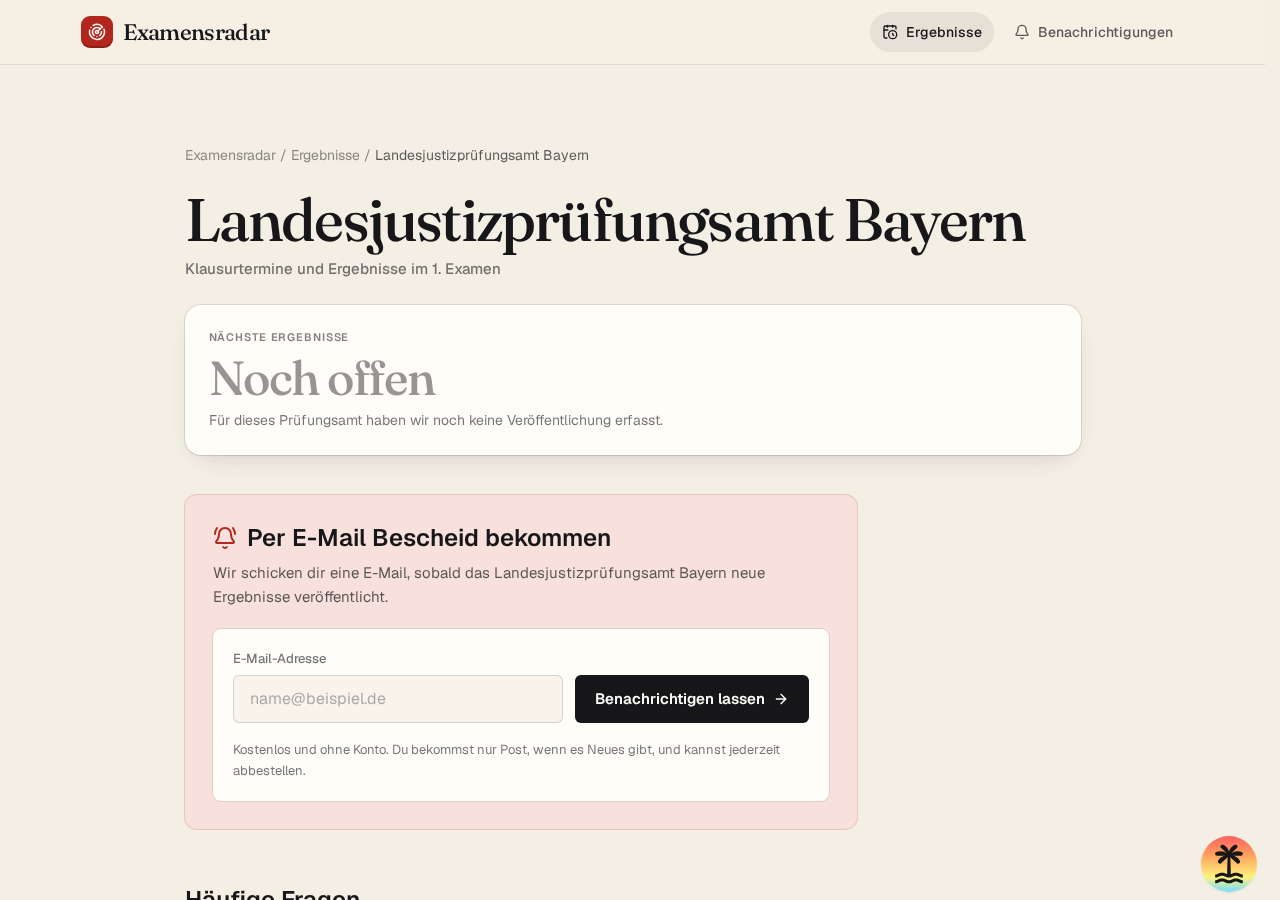 Examensradar
Ergebnisse
Benachrichtigungen
Examensradar / Ergebnisse / Landesjustizprüfungsamt Bayern
Landesjustizprüfungsamt Bayern
Klausurtermine und Ergebnisse im 1. Examen
NÄCHSTE ERGEBNISSE
Noch offen
Für dieses Prüfungsamt haben wir noch keine Veröffentlichung erfasst.
Per E-Mail Bescheid bekommen
Wir schicken dir eine E-Mail, sobald das Landesjustizprüfungsamt Bayern neue
Ergebnisse veröffentlicht.
E-Mail-Adresse
name@beispiel.de
Benachrichtigen lassen
Kostenlos und ohne Konto. Du bekommst nur Post, wenn es Neues gibt, und kannst jederzeit
abbestellen.
Häufige Fragen